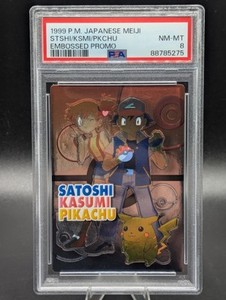 1999 P.M. JAPANESE MEIJI
STSHI/KSMI/PKCHU NM-MT
EMBOSSED PROMO 8
PSA 88785275
SATOSHI
KASUMI
PIKACHU